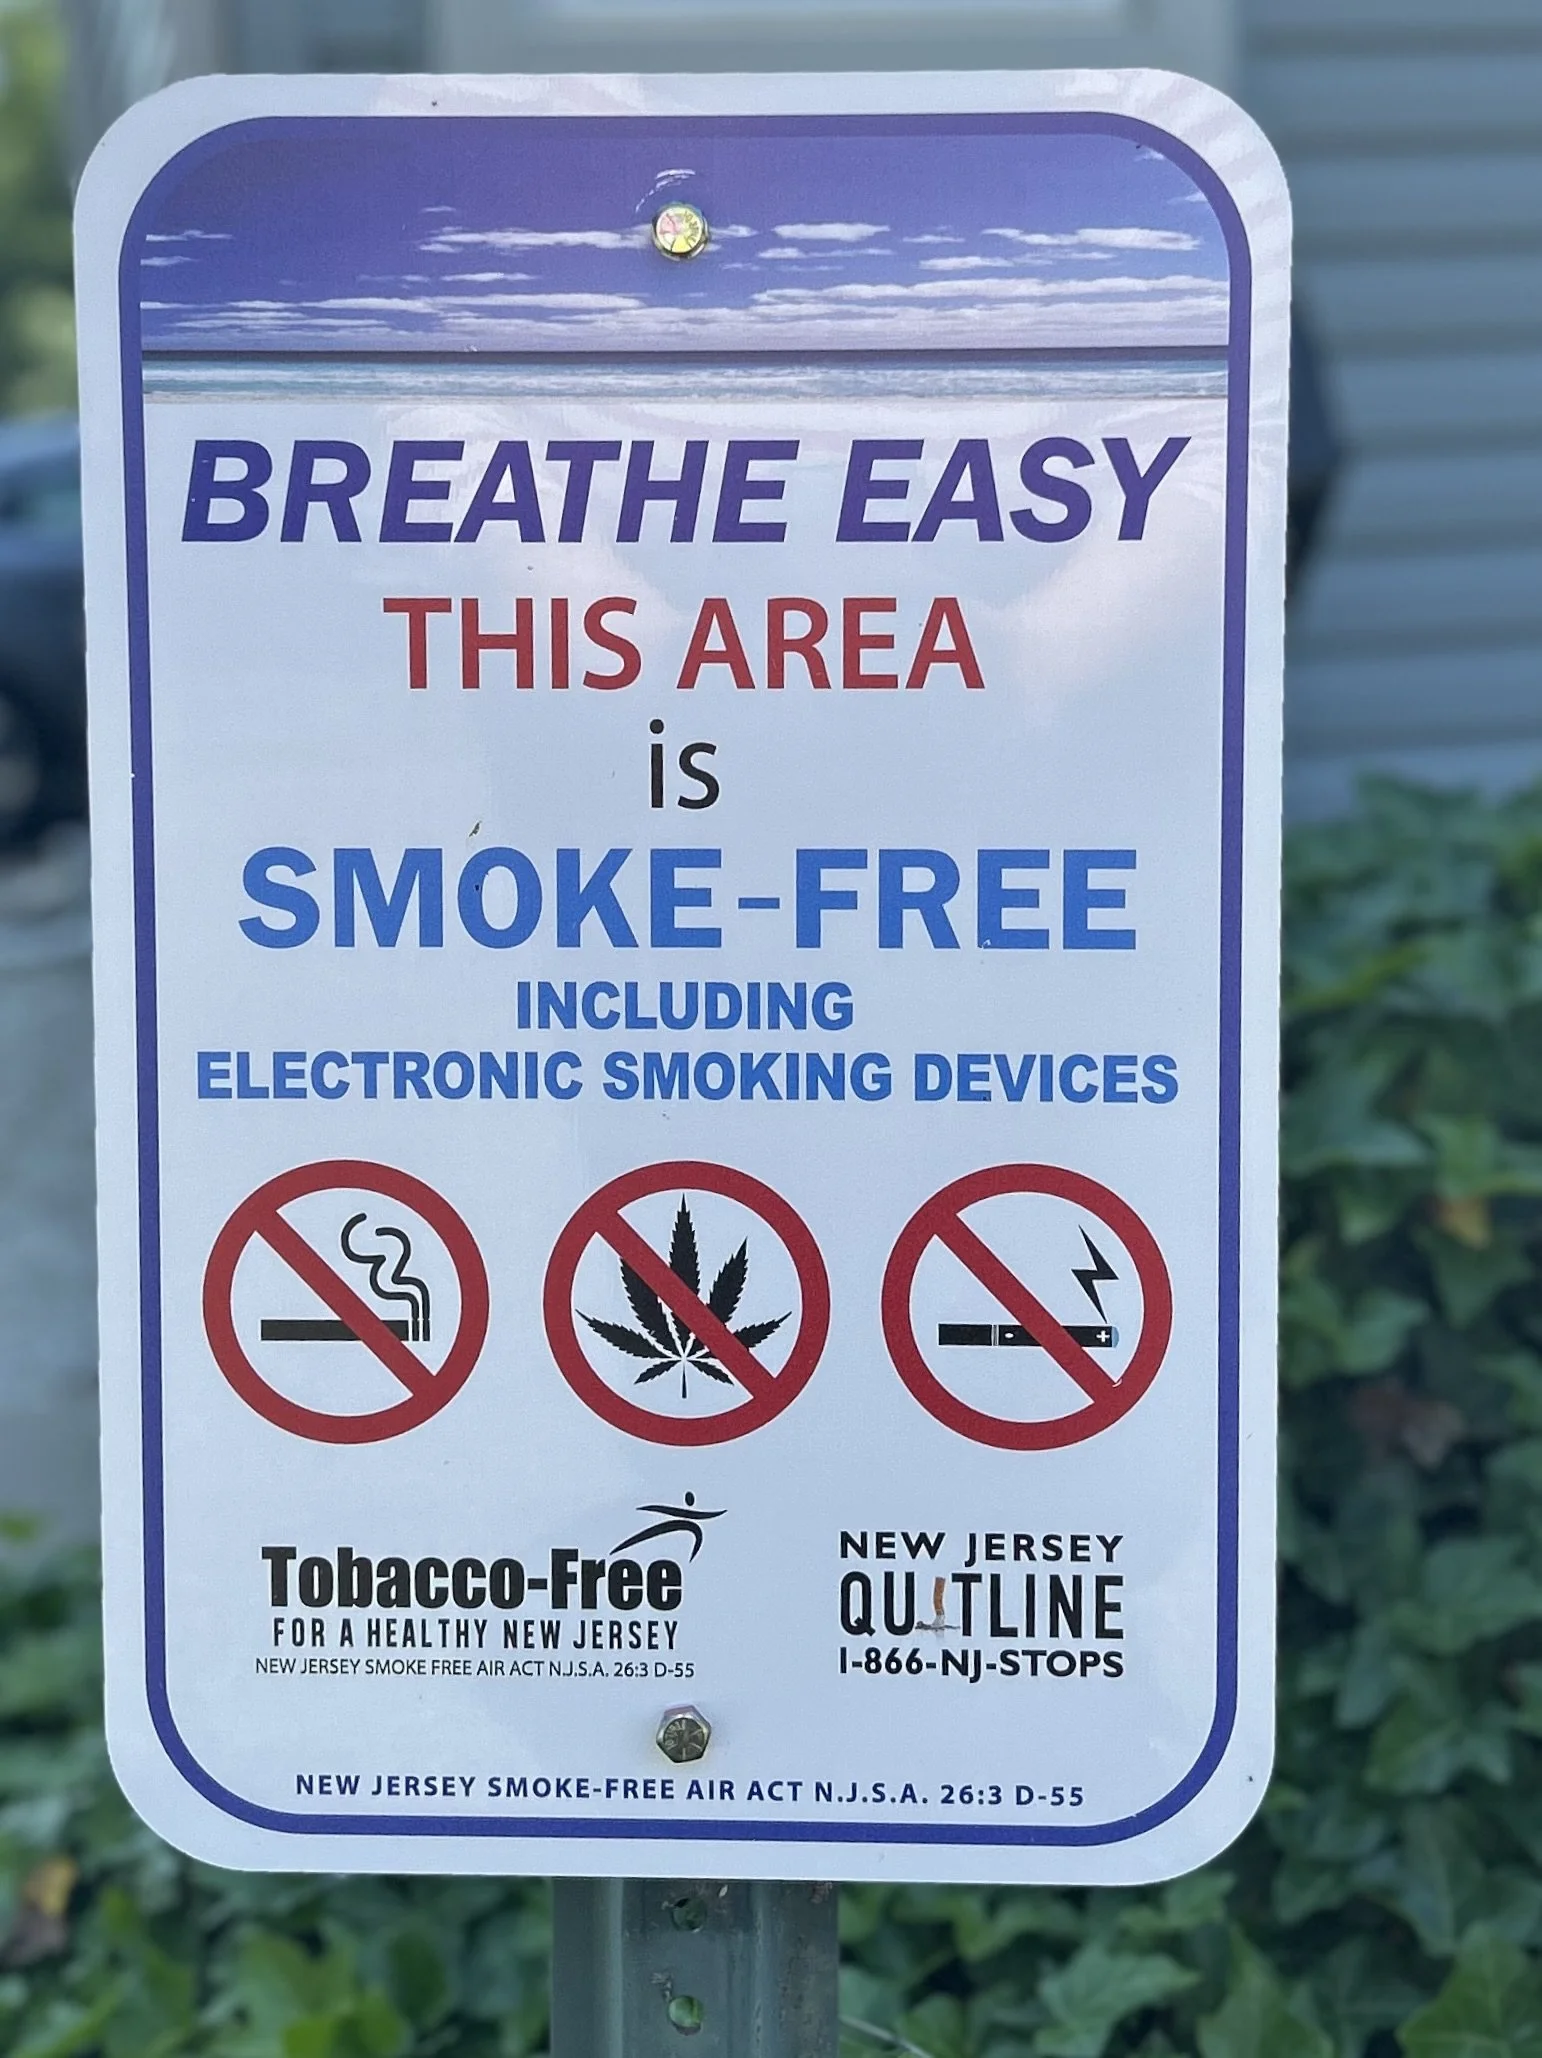 BREATHE EASY
THIS AREA
is
SMOKE-FREE
INCLUDING
ELECTRONIC SMOKING DEVICES
Tobacco-Free
FOR A HEALTHY NEW JERSEY
NEW JERSEY SMOKE FREE AIR ACT N.J.S.A. 26:3 D-55
NEW JERSEY
QUITLINE
1-866-NJ-STOPS
NEW JERSEY SMOKE-FREE AIR ACT N.J.S.A. 26:3 D-55